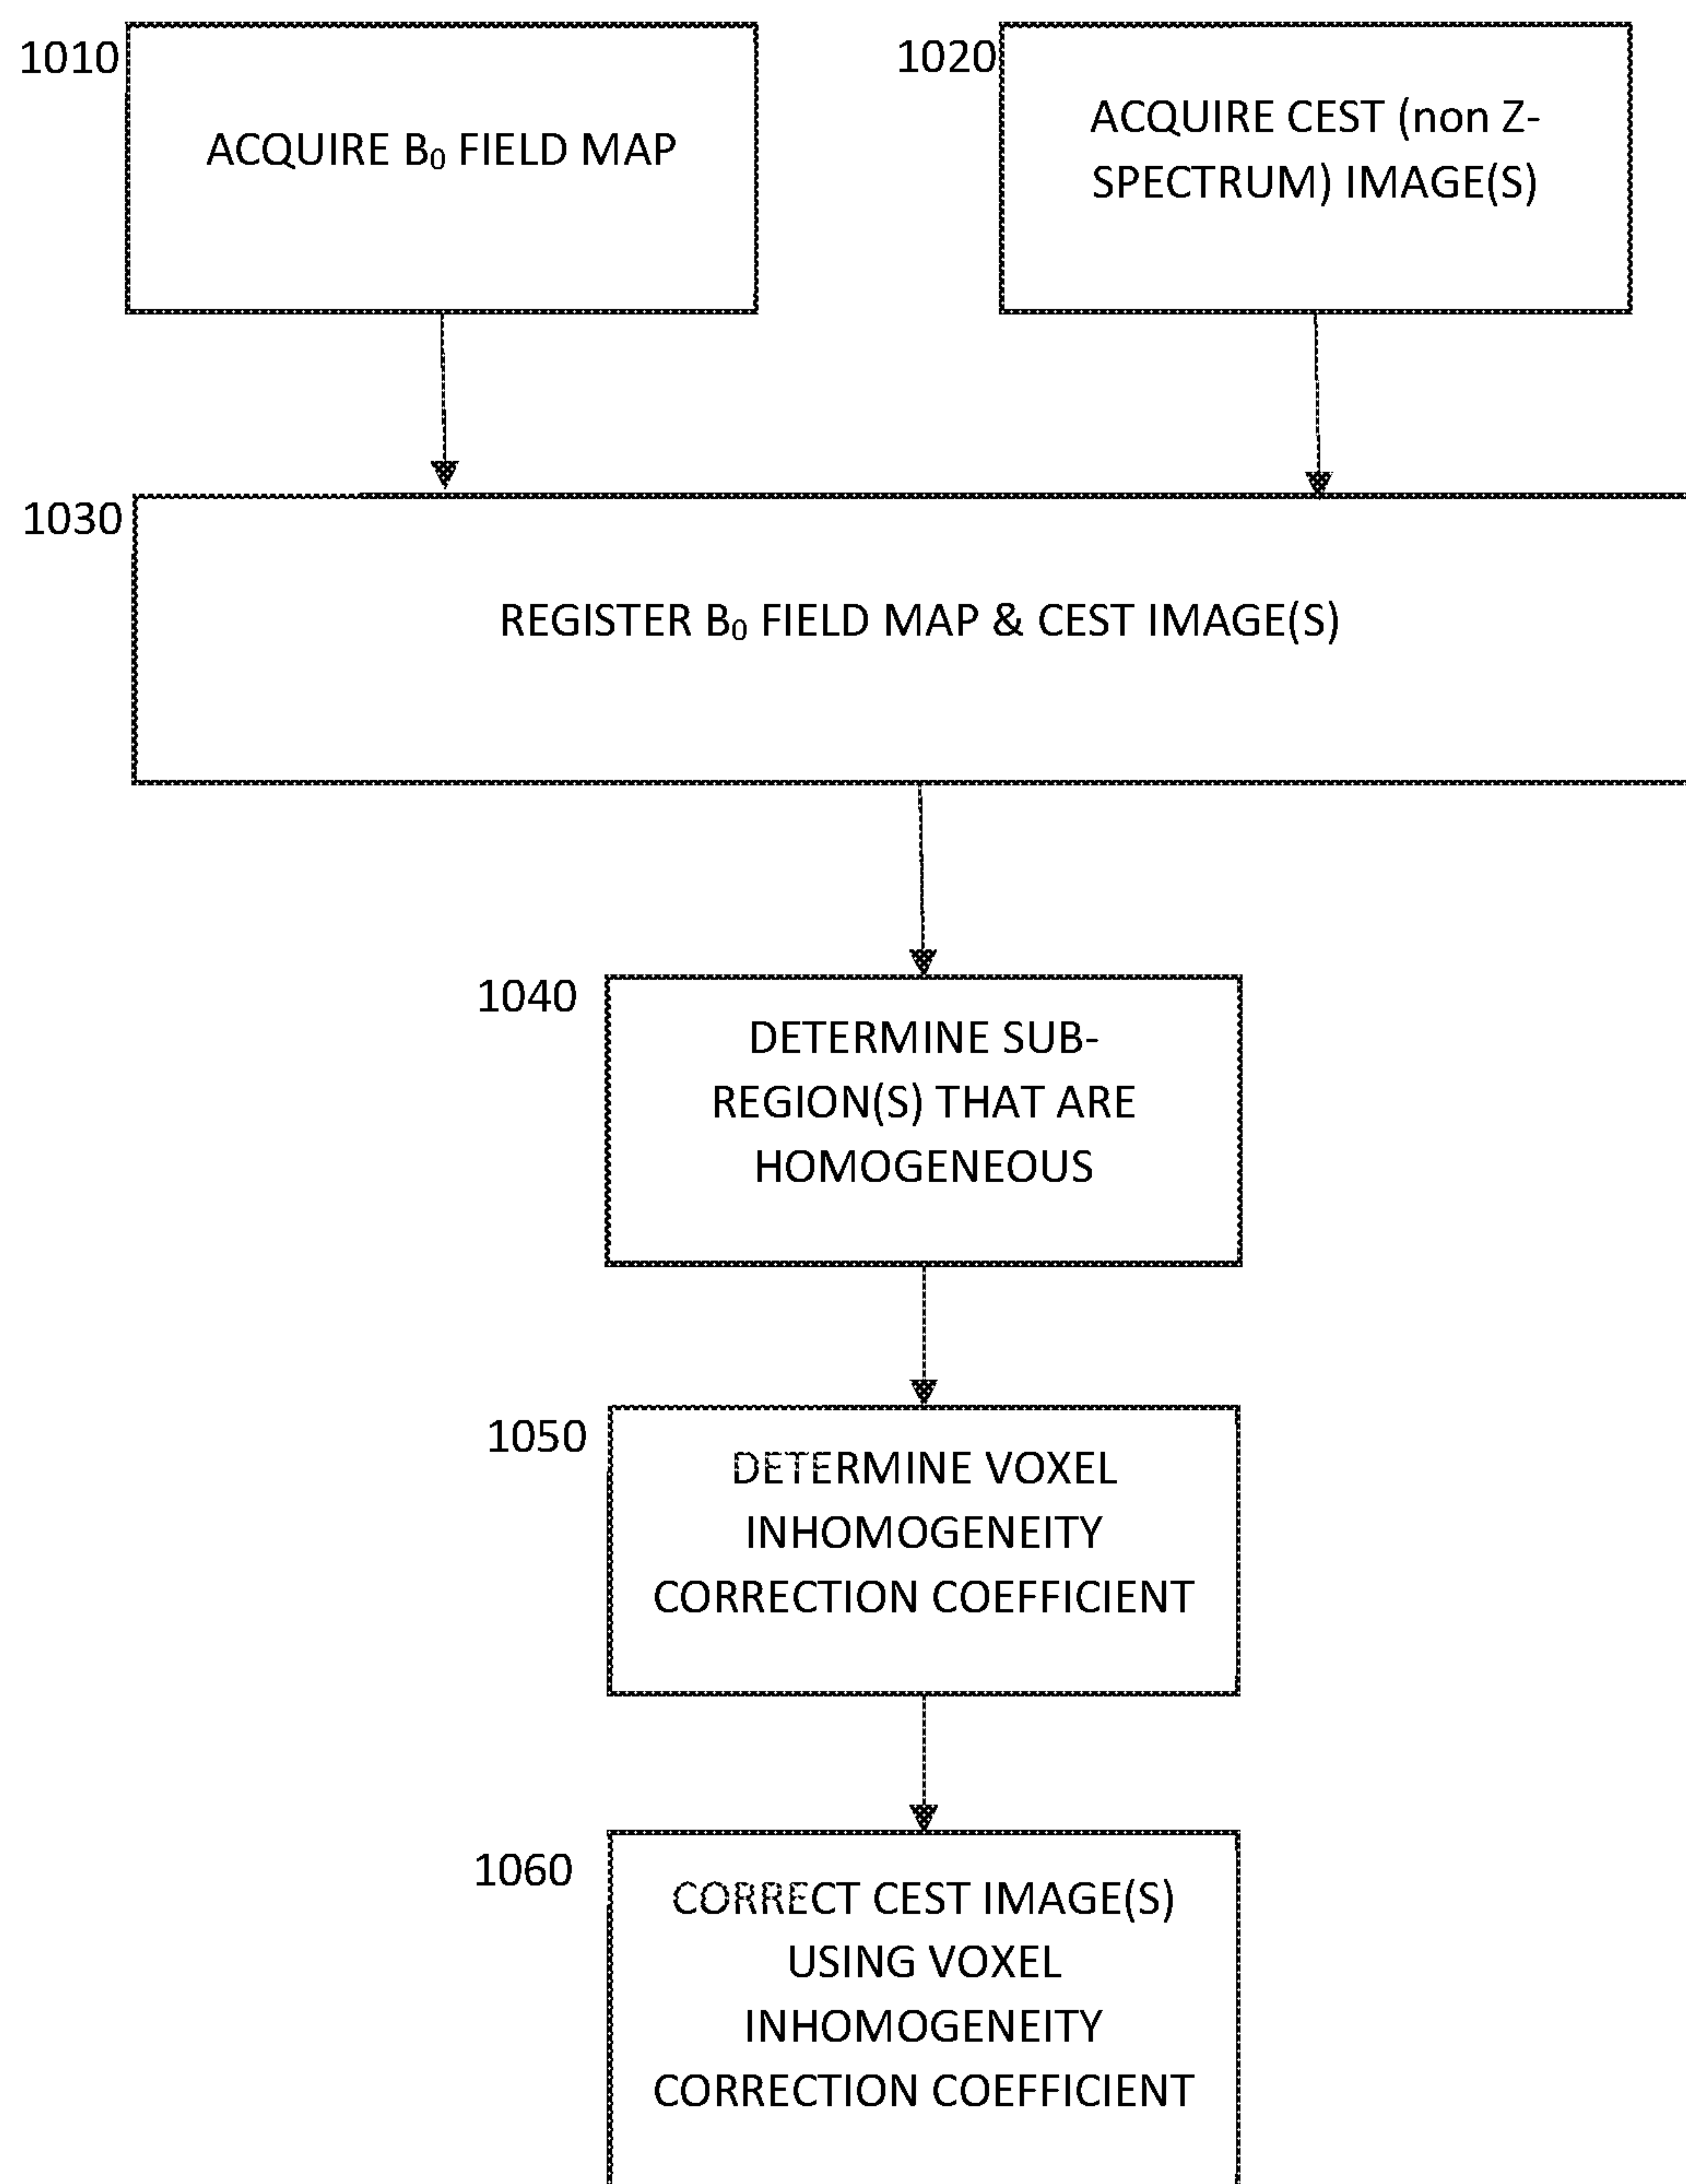 1010
ACQUIRE B₀ FIELD MAP
1020
ACQUIRE CEST (non Z-
SPECTRUM) IMAGE(S)
1030
REGISTER B₀ FIELD MAP & CEST IMAGE(S)
1040
DETERMINE SUB-
REGION(S) THAT ARE
HOMOGENEOUS
1050
DETERMINE VOXEL
INHOMOGENEITY
CORRECTION COEFFICIENT
1060
CORRECT CEST IMAGE(S)
USING VOXEL
INHOMOGENEITY
CORRECTION COEFFICIENT